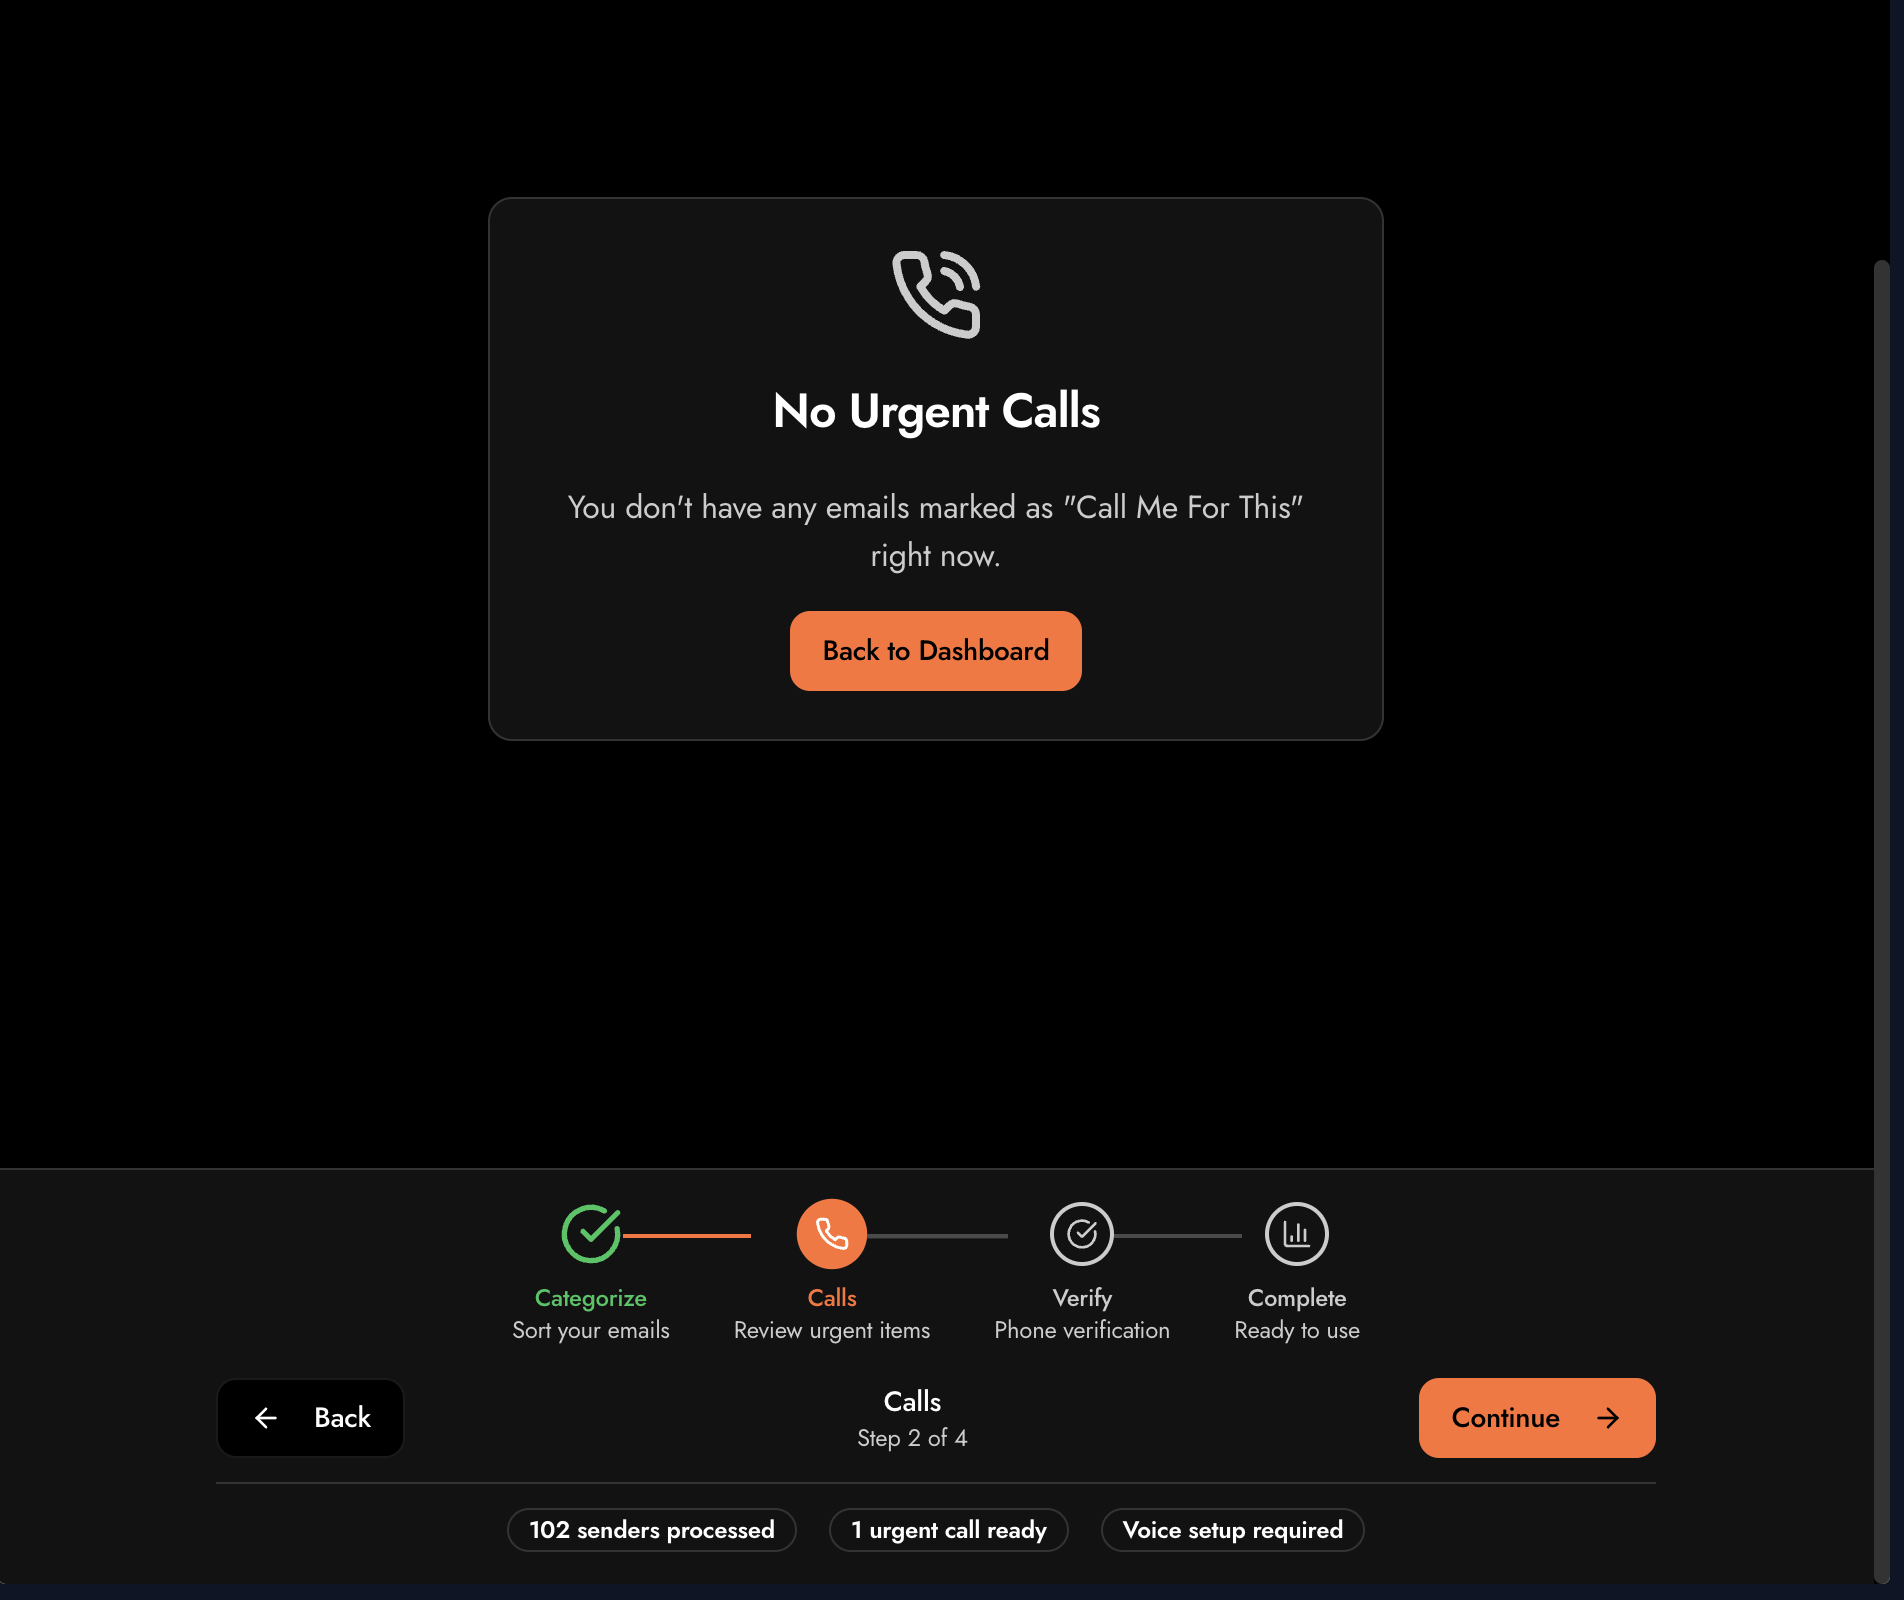 No Urgent Calls
You don't have any emails marked as "Call Me For This"
right now.
Back to Dashboard
Categorize
Sort your emails
Calls
Review urgent items
Verify
Phone verification
Complete
Ready to use
Back
Calls
Step 2 of 4
Continue
102 senders processed
1 urgent call ready
Voice setup required